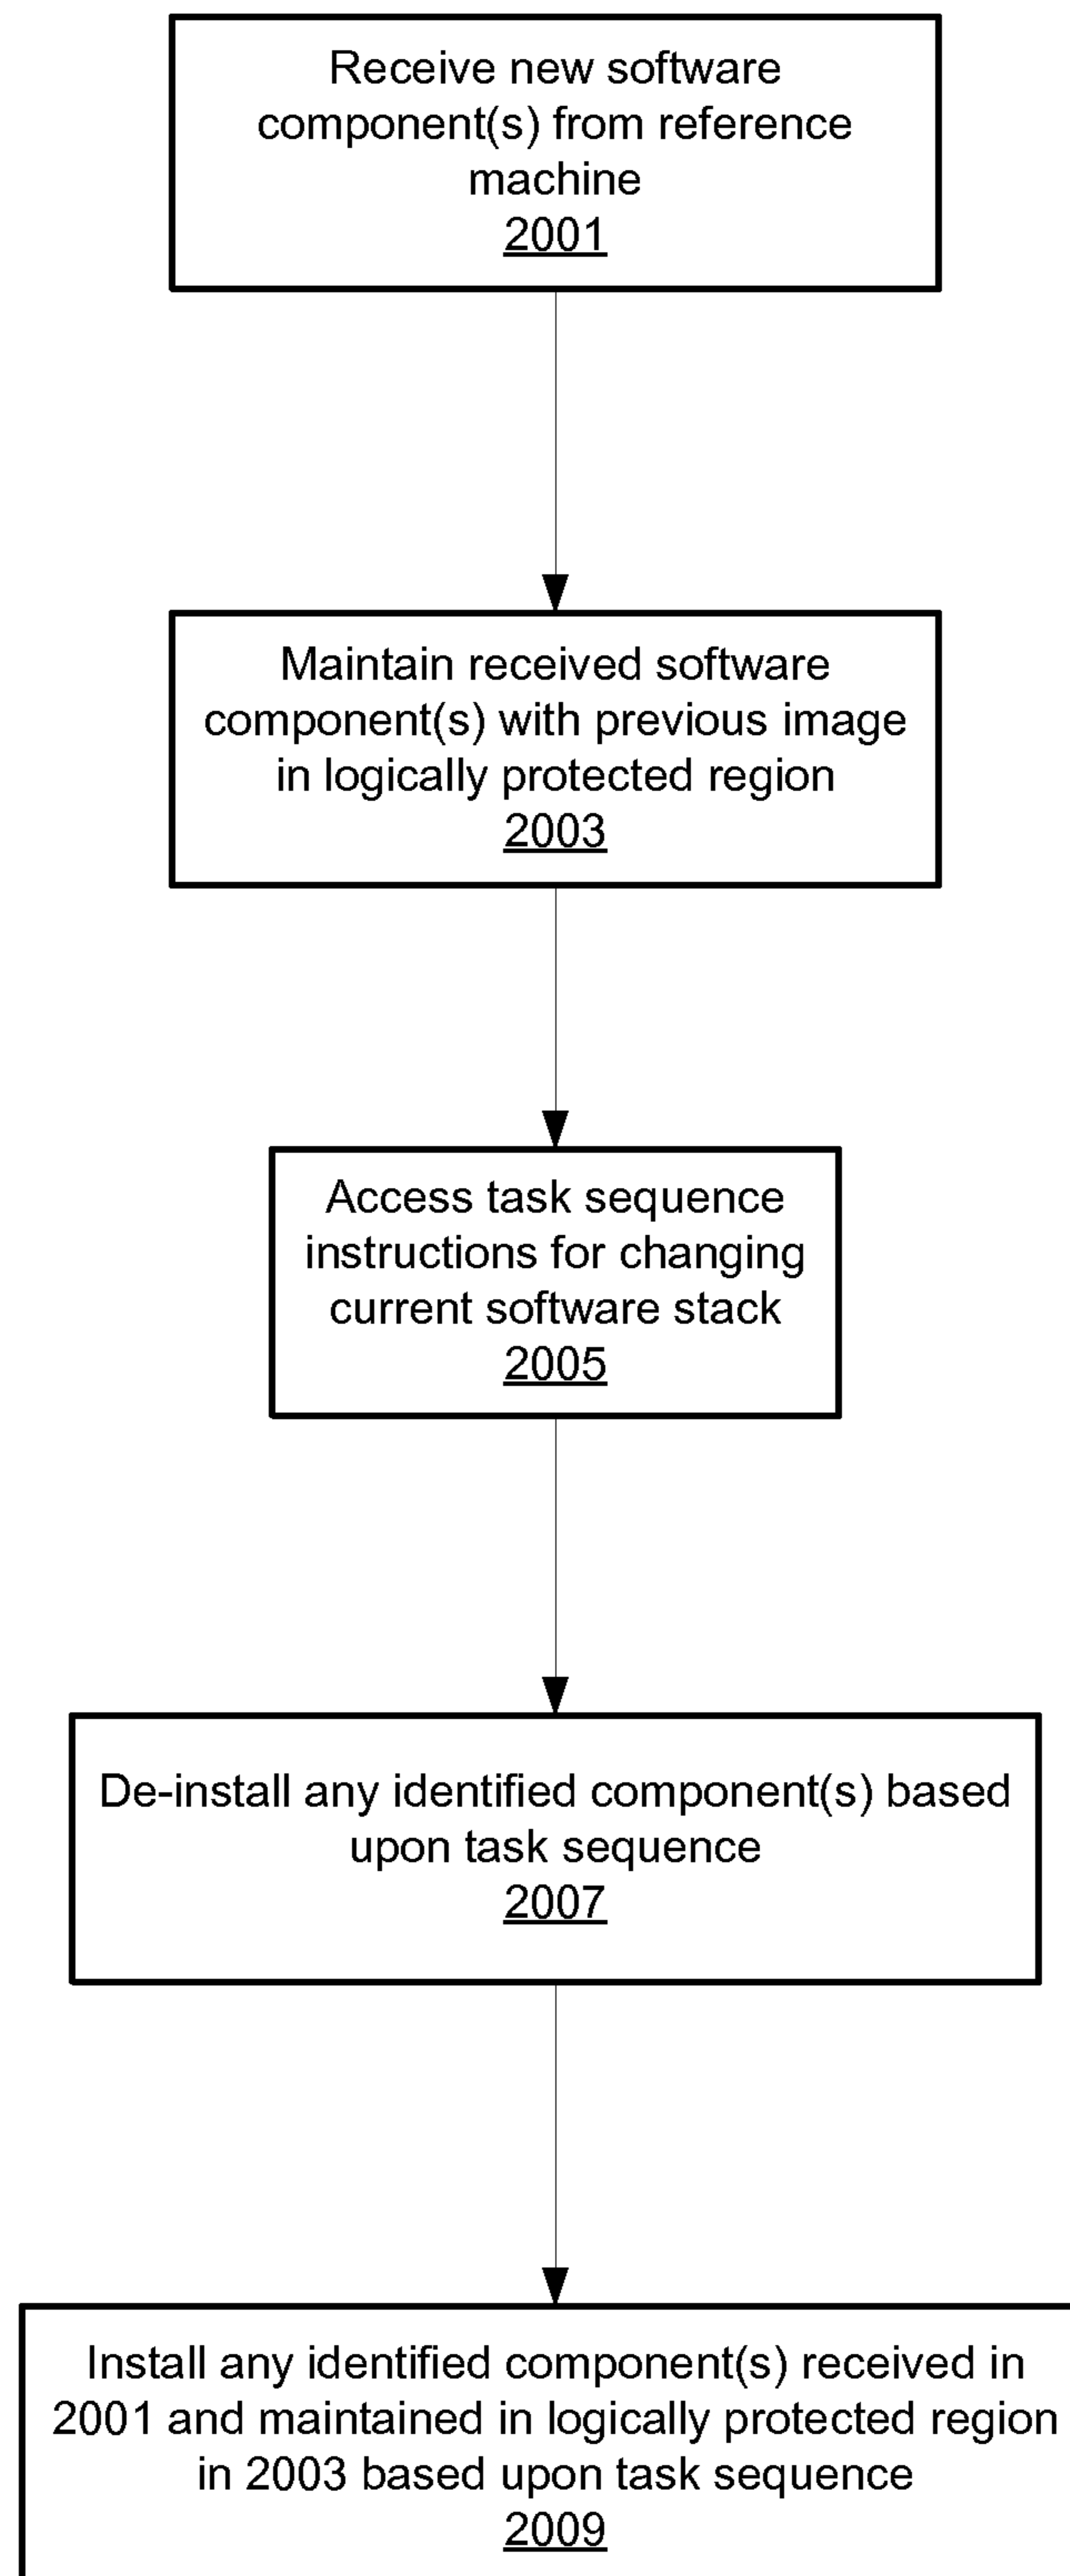 Receive new software
component(s) from reference
machine
2001
Maintain received software
component(s) with previous image
in logically protected region
2003
Access task sequence
instructions for changing
current software stack
2005
De-install any identified component(s) based
upon task sequence
2007
Install any identified component(s) received in
2001 and maintained in logically protected region
in 2003 based upon task sequence
2009